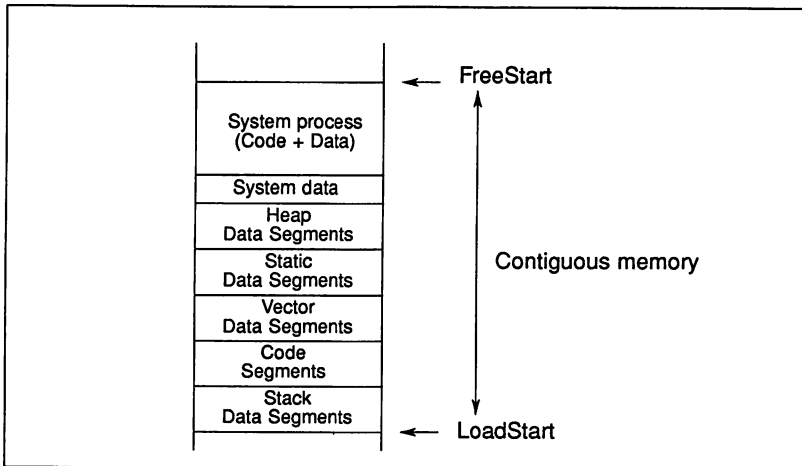 FreeStart
System process
(Code + Data)
System data
Heap
Data Segments
Static
Data Segments
Contiguous memory
Vector
Data Segments
Code
Segments
Stack
Data Segments
LoadStart